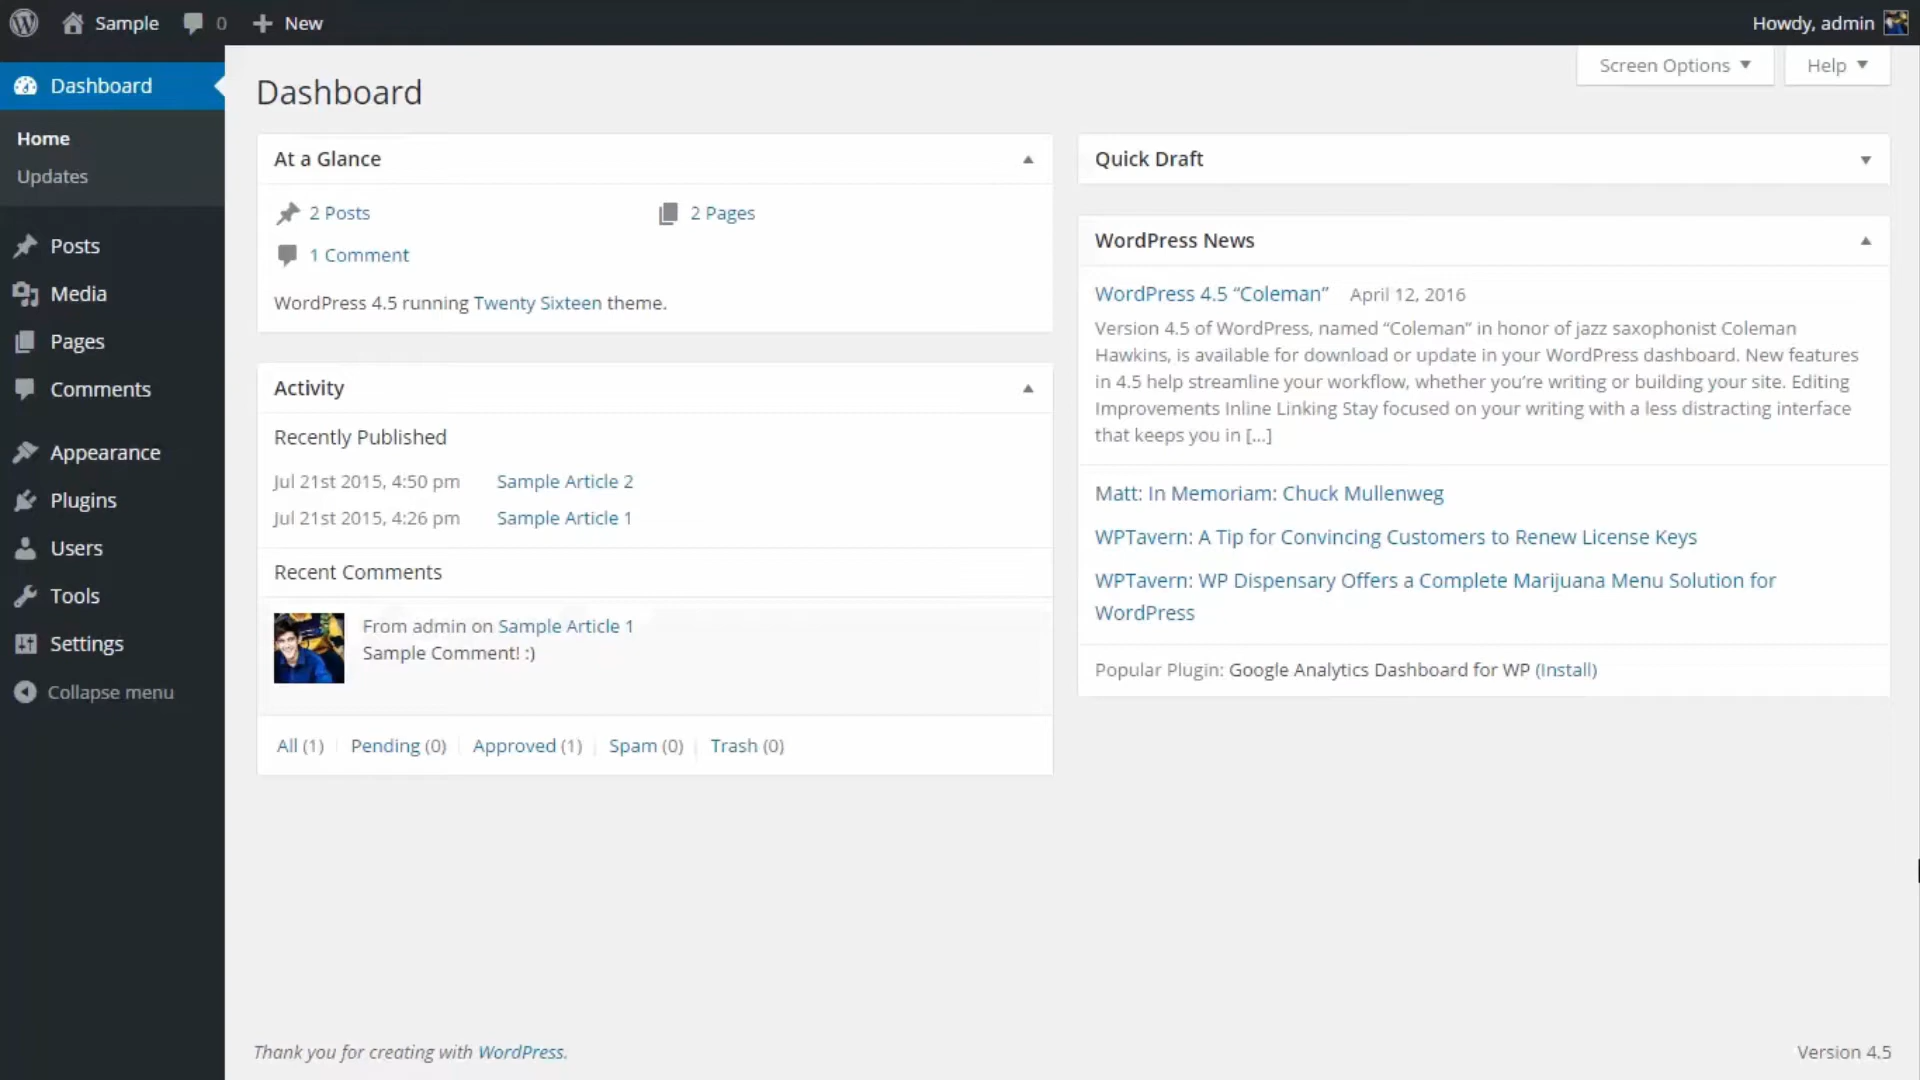 Sample
0
New
Howdy, admin
Dashboard
Home
Updates
Posts
Media
Pages
Comments
Appearance
Plugins
Users
Tools
Settings
Collapse menu
Screen Options
Help
Dashboard
At a Glance
2 Posts
2 Pages
1 Comment
WordPress 4.5 running Twenty Sixteen theme.
Activity
Recently Published
Jul 21st 2015, 4:50 pm Sample Article 2
Jul 21st 2015, 4:26 pm Sample Article 1
Recent Comments
From admin on Sample Article 1
Sample Comment! :)
All (1) Pending (0) Approved (1) Spam (0) Trash (0)
Quick Draft
WordPress News
WordPress 4.5 “Coleman” April 12, 2016
Version 4.5 of WordPress, named “Coleman” in honor of jazz saxophonist Coleman
Hawkins, is available for download or update in your WordPress dashboard. New features
in 4.5 help streamline your workflow, whether you’re writing or building your site. Editing
Improvements Inline Linking Stay focused on your writing with a less distracting interface
that keeps you in [...]
Matt: In Memoriam: Chuck Mullenweg
WPTavern: A Tip for Convincing Customers to Renew License Keys
WPTavern: WP Dispensary Offers a Complete Marijuana Menu Solution for
WordPress
Popular Plugin: Google Analytics Dashboard for WP (Install)
Thank you for creating with WordPress.
Version 4.5